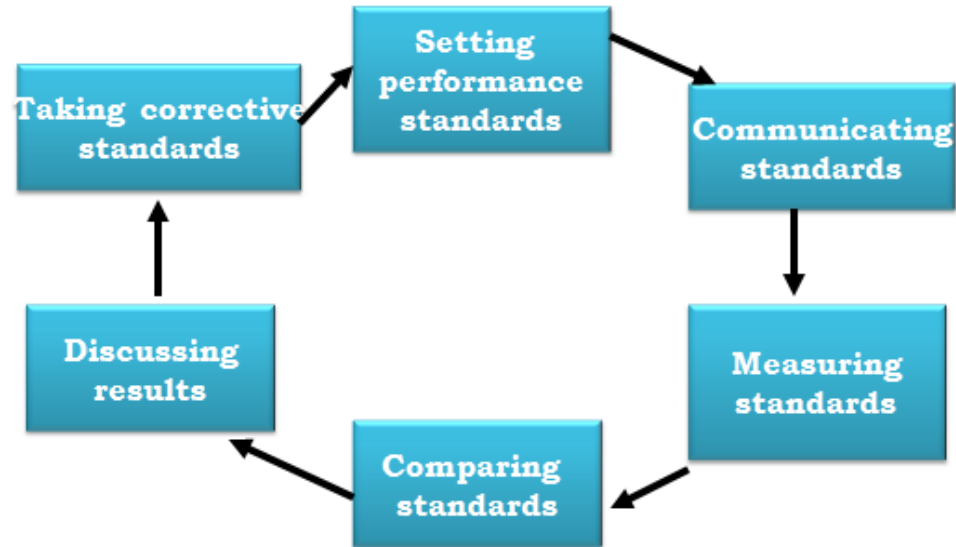 Setting
performance
standards
Communicating
standards
Measuring
standards
Comparing
standards
Discussing
results
Taking corrective
standards